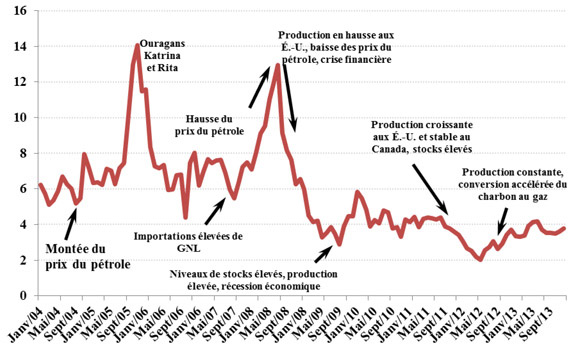 16
14
12
10
8
6
4
2
0
Ouragans
Katrina
et Rita
Production en hausse aux
É.-U., baisse des prix du
pétrole, crise financière
Hausse du
prix du pétrole
Production croissante
aux É.-U. et stable au
Canada, stocks élevés
Production constante,
conversion accélérée du
charbon au gaz
Montée du
prix du pétrole
Importations élevées de
GNL
Niveaux de stocks élevés, production
élevée, récession économique
Janv/04
Mai/04
Sept/04
Janv/05
Mai/05
Sept/05
Janv/06
Mai/06
Sept/06
Janv/06
Mai/07
Sept/07
Janv/08
Mai/08
Sept/08
Janv/08
Mai/09
Sept/09
Janv/10
Mai/10
Sept/10
Janv/11
Mai/11
Sept/11
Janv/12
Mai/12
Sept/12
Janv/13
Mai/13
Sept/13